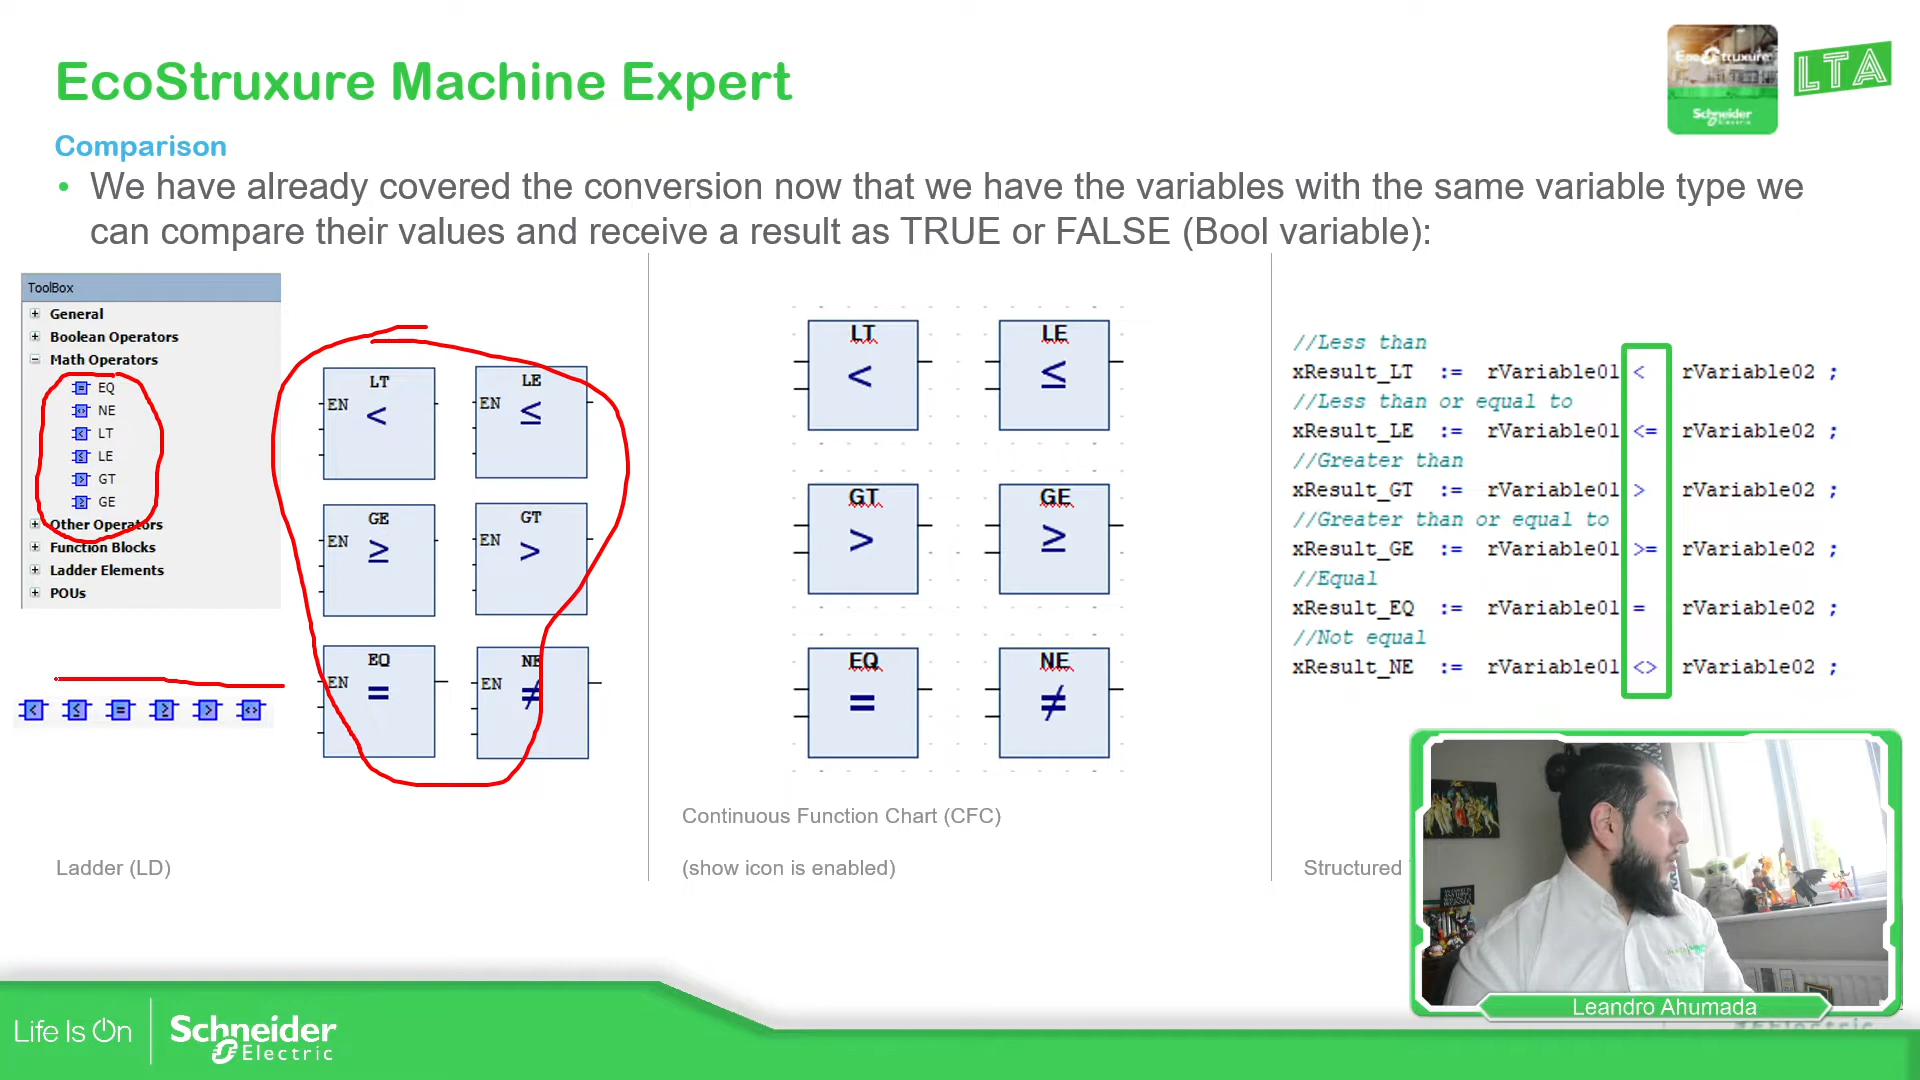 EcoStruxure Machine Expert
EcoStruxure
Schneider
Electric
LTA
Comparison
• We have already covered the conversion now that we have the variables with the same variable type we
can compare their values and receive a result as TRUE or FALSE (Bool variable):
ToolBox
General
Boolean Operators
Math Operators
EQ
NE
LT
LE
GT
GE
Other Operators
Function Blocks
Ladder Elements
POUs
< ≤ = ≥ > <>
LT
EN <
LE
EN ≤
GE
EN ≥
GT
EN >
EQ
EN =
NE
EN ≠
Ladder (LD)
LT
<
LE
≤
GT
>
GE
≥
EQ
=
NE
≠
Continuous Function Chart (CFC)
(show icon is enabled)
//Less than
xResult_LT := rVariable01 < rVariable02 ;
//Less than or equal to
xResult_LE := rVariable01 <= rVariable02 ;
//Greater than
xResult_GT := rVariable01 > rVariable02 ;
//Greater than or equal to
xResult_GE := rVariable01 >= rVariable02 ;
//Equal
xResult_EQ := rVariable01 = rVariable02 ;
//Not equal
xResult_NE := rVariable01 <> rVariable02 ;
Structured
Leandro Ahumada
Life Is On
Schneider
Electric